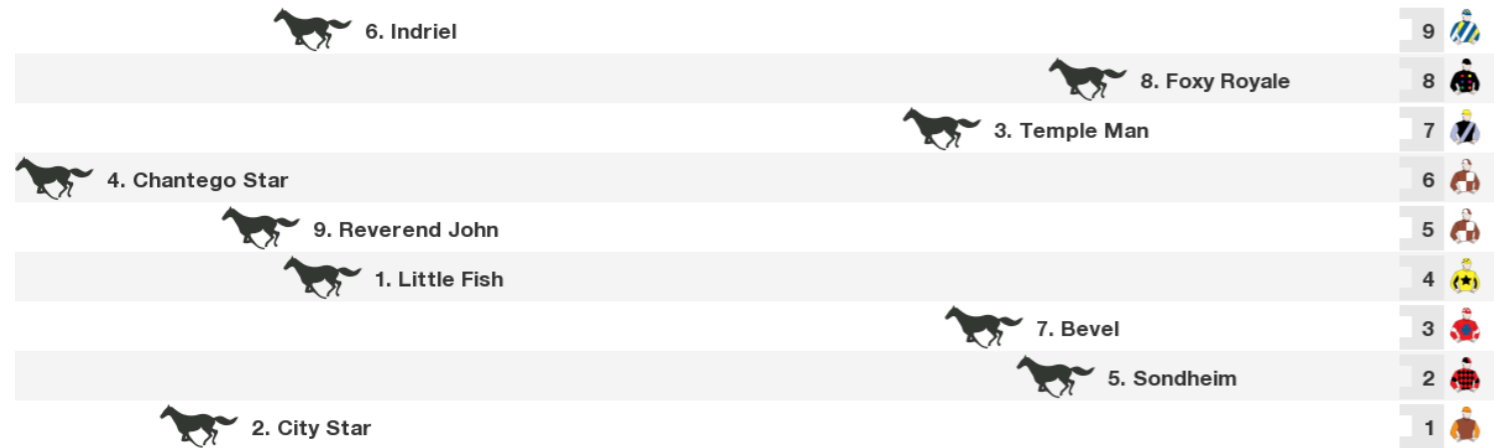 6. Indriel 9
8. Foxy Royale 8
3. Temple Man 7
4. Chantego Star 6
9. Reverend John 5
1. Little Fish 4
7. Bevel 3
5. Sondheim 2
2. City Star 1